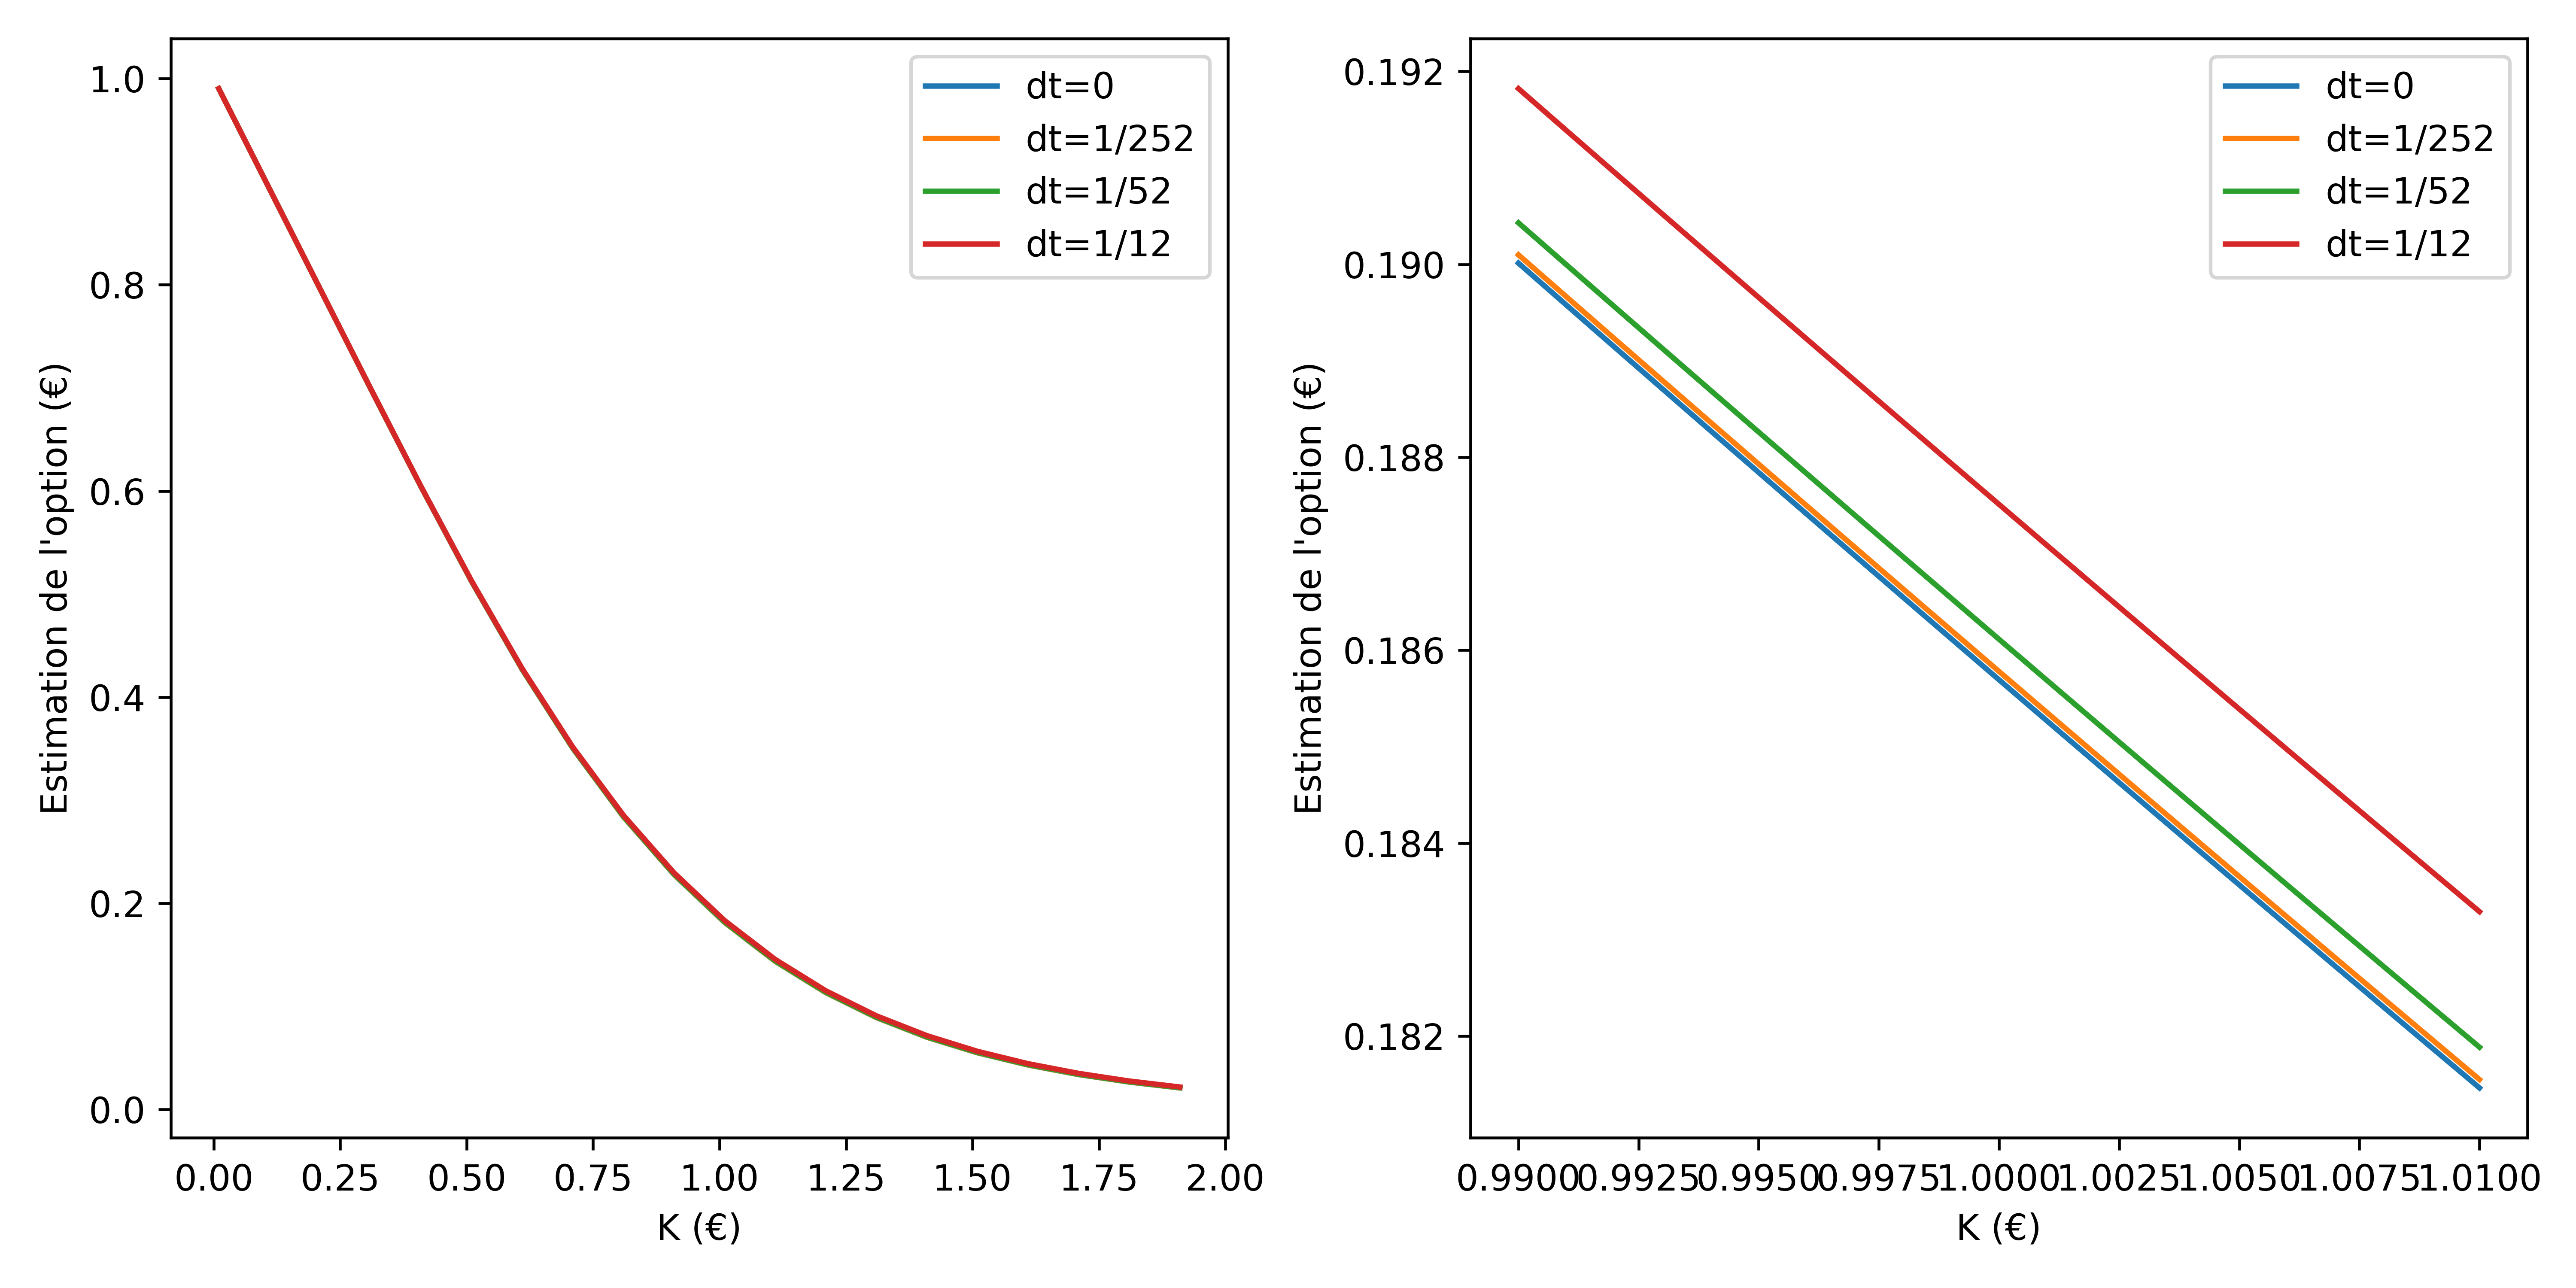 dt=0
dt=1/252
dt=1/52
dt=1/12
1.0
0.8
0.6
0.4
0.2
0.0
Estimation de l'option (€)
0.00 0.25 0.50 0.75 1.00 1.25 1.50 1.75 2.00
K (€)
dt=0
dt=1/252
dt=1/52
dt=1/12
0.192
0.190
0.188
0.186
0.184
0.182
Estimation de l'option (€)
0.9900 0.9925 0.9950 0.9975 1.0000 1.0025 1.0050 1.0075 1.0100
K (€)